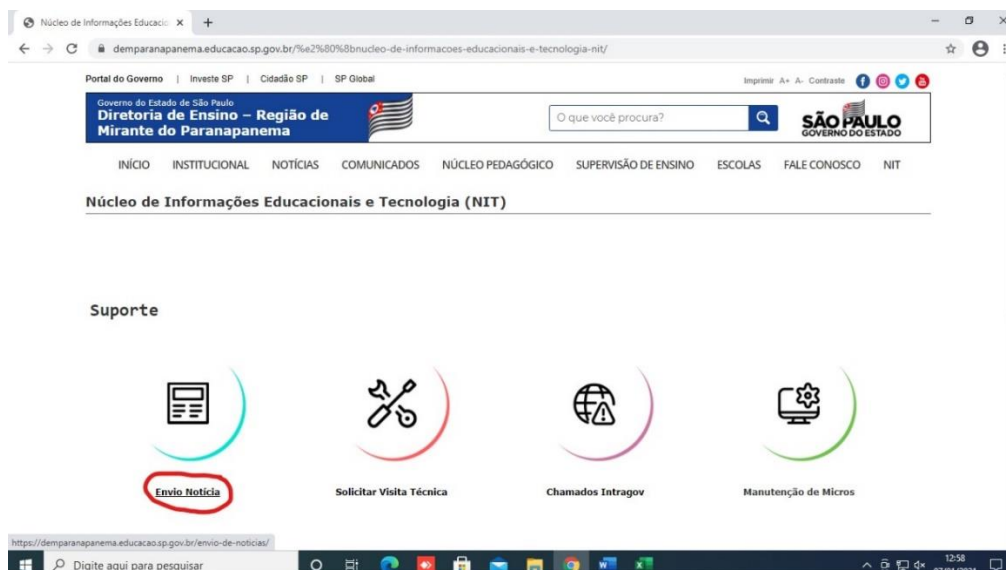 Núcleo de Informações Educacio
demparanapanema.educacao.sp.gov.br/%e2%80%8bnucleo-de-informacoes-educacionais-e-tecnologia-nit/
Portal do Governo | Investe SP | Cidadão SP | SP Global
Imprimir A+ A- Contraste
Governo do Estado de São Paulo
Diretoria de Ensino – Região de
Mirante do Paranapanema
O que você procura?
SÃO PAULO
GOVERNO DO ESTADO
INÍCIO INSTITUCIONAL NOTÍCIAS COMUNICADOS NÚCLEO PEDAGÓGICO SUPERVISÃO DE ENSINO ESCOLAS FALE CONOSCO NIT
Núcleo de Informações Educacionais e Tecnologia (NIT)
Suporte
Envio Notícia Solicitar Visita Técnica Chamados Intragov Manutenção de Micros
https://demparanapanema.educacao.sp.gov.br/envio-de-noticias/
Digite aqui para pesquisar
12:58